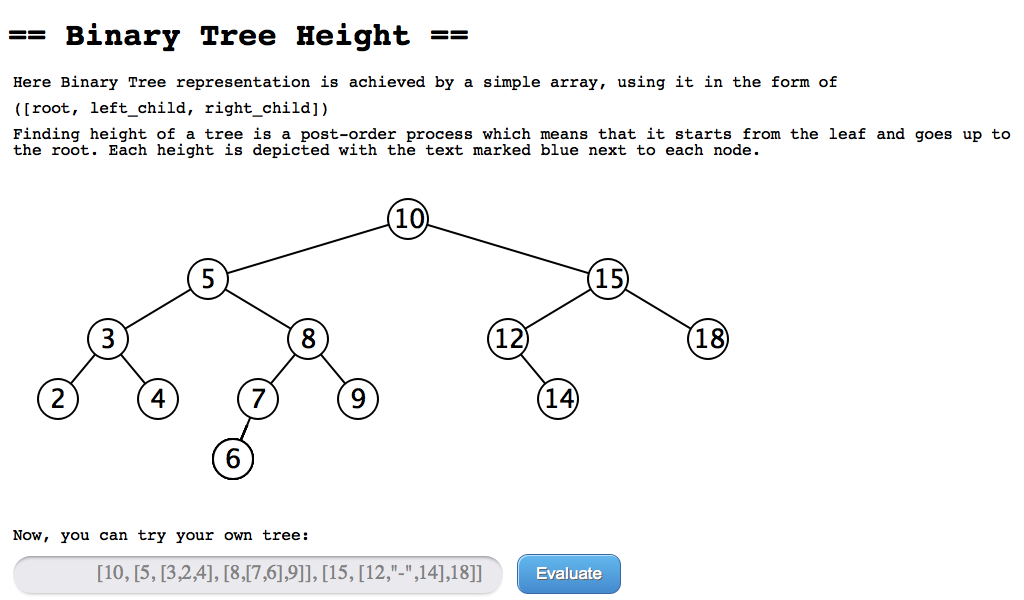 == Binary Tree Height ==
Here Binary Tree representation is achieved by a simple array, using it in the form of
([root, left_child, right_child])
Finding height of a tree is a post-order process which means that it starts from the leaf and goes up to
the root. Each height is depicted with the text marked blue next to each node.
10
5 15
3 8 12 18
2 4 7 9 14
6
Now, you can try your own tree:
[10, [5, [3,2,4], [8,[7,6],9]], [15, [12,"-",14],18]] Evaluate